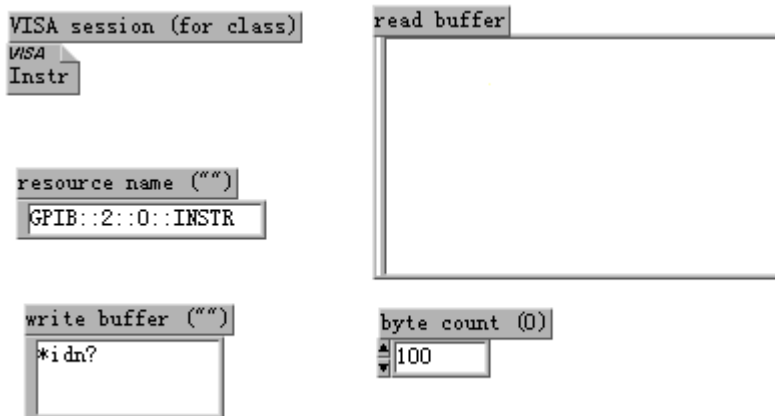 VISA session (for class)
VISA
Instr
read buffer
resource name ("")
GPIB::2::0::INSTR
write buffer ("")
*idn?
byte count (0)
100